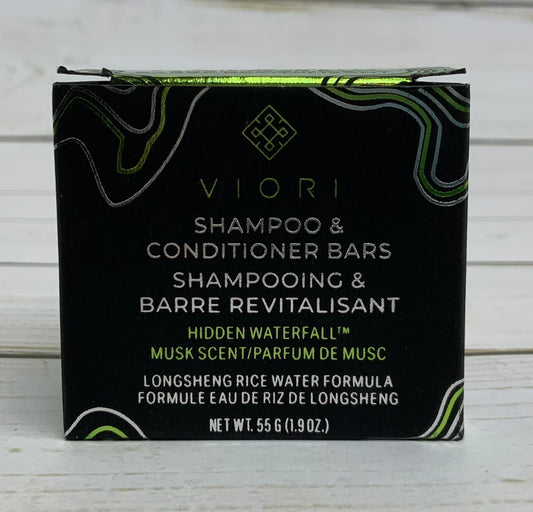 VIORI
SHAMPOO &
CONDITIONER BARS
SHAMPOOING &
BARRE REVITALISANT
HIDDEN WATERFALL™
MUSK SCENT/PARFUM DE MUSC
LONGSHENG RICE WATER FORMULA
FORMULE EAU DE RIZ DE LONGSHENG
NET WT. 55 G (1.9 OZ.)